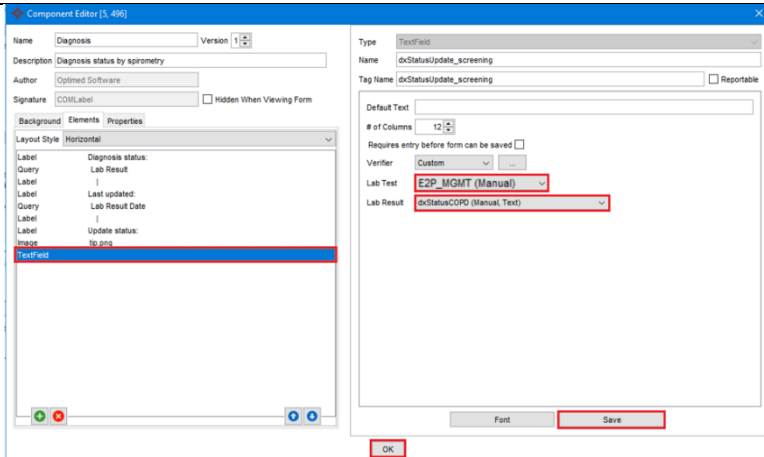 Component Editor [5, 496]
Name Diagnosis Version 1
Description Diagnosis status by spirometry
Author Optimed Software
Signature COMLabel Hidden When Viewing Form
Background Elements Properties
Layout Style Horizontal
Label Diagnosis status:
Query Lab Result
Label |
Label Last updated:
Query Lab Result Date
Label |
Label Update status:
Image tip.png
TextField
Type TextField
Name dxStatusUpdate_screening
Tag Name dxStatusUpdate_screening Reportable
Default Text
# of Columns 12
Requires entry before form can be saved
Verifier Custom ...
Lab Test E2P_MGMT (Manual)
Lab Result dxStatusCOPD (Manual, Text)
Font Save
OK